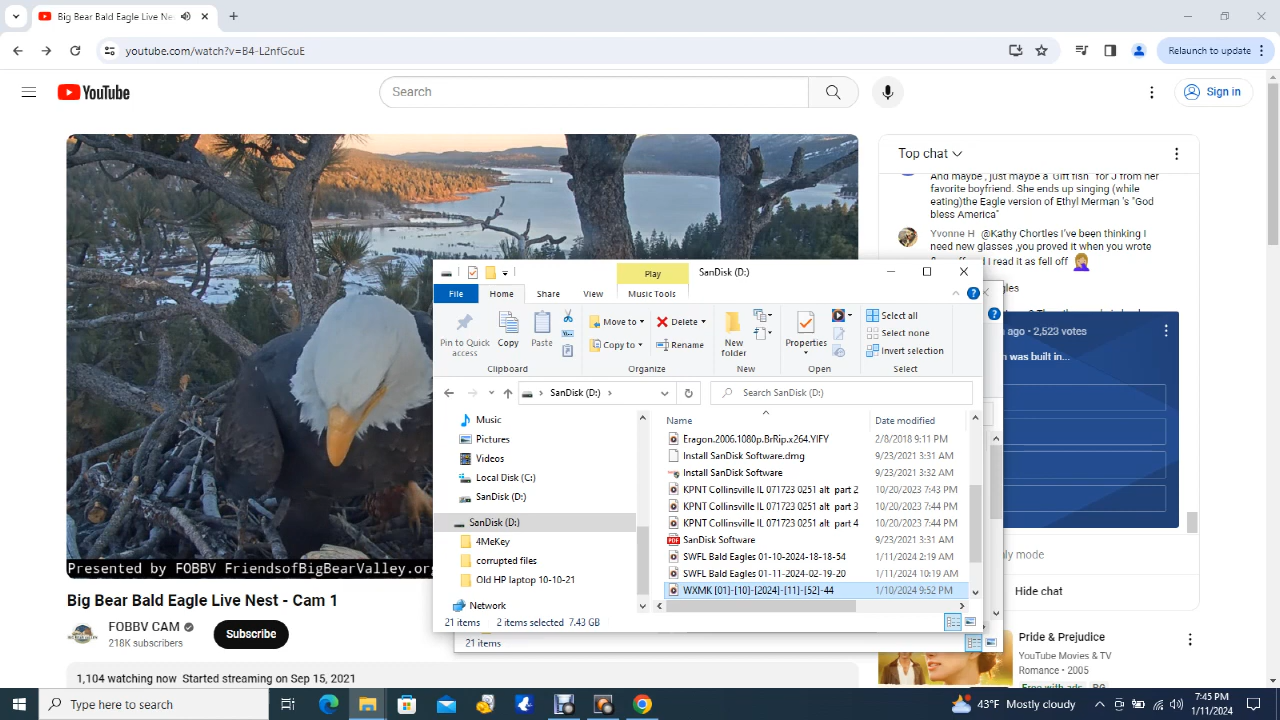 Big Bear Bald Eagle Live Ne
youtube.com/watch?v=B4-L2nfGcuE
Relaunch to update
YouTube
Search
Sign in
Top chat
And maybe , just maybe a "Gift fish" for J from her
favorite boyfriend. She ends up singing (while
eating)the Eagle version of Ethyl Merman 's "God
bless America"
Yvonne H @Kathy Chortles I've been thinking I
need new glasses ,you proved it when you wrote
I read it as fell off
ago • 2,523 votes
was built in...
Hide chat
Presented by FOBBV FriendsofBigBearValley.org
Big Bear Bald Eagle Live Nest - Cam 1
FOBBV CAM
218K subscribers
Subscribe
1,104 watching now Started streaming on Sep 15, 2021
Pride & Prejudice
YouTube Movies & TV
Romance • 2005
Free with ads PG
Play
SanDisk (D:)
File
Home
Share
View
Music Tools
Pin to Quick
access
Copy
Paste
Clipboard
Move to
Copy to
Delete
Rename
Organize
New
folder
New
Properties
Open
Select all
Select none
Invert selection
Select
SanDisk (D:)
Search SanDisk (D:)
Music
Pictures
Videos
Local Disk (C:)
SanDisk (D:)
SanDisk (D:)
4MeKey
corrupted files
Old HP laptop 10-10-21
Network
Name
Date modified
Eragon.2006.1080p.BrRip.x264.YIFY
2/8/2018 9:11 PM
Install SanDisk Software.dmg
9/23/2021 3:31 AM
Install SanDisk Software
9/23/2021 3:32 AM
KPNT Collinsville IL 071723 0251 alt part 2
10/20/2023 7:43 PM
KPNT Collinsville IL 071723 0251 alt part 3
10/20/2023 7:44 PM
KPNT Collinsville IL 071723 0251 alt part 4
10/20/2023 7:44 PM
SanDisk Software
9/23/2021 3:31 AM
SWFL Bald Eagles 01-10-2024-18-18-54
1/11/2024 2:19 AM
SWFL Bald Eagles 01-11-2024-02-19-20
1/11/2024 10:19 AM
WXMK [01]-[10]-[2024]-[11]-[52]-44
1/10/2024 9:52 PM
21 items 2 items selected 7.43 GB
21 items
Type here to search
43°F Mostly cloudy
7:45 PM
1/11/2024